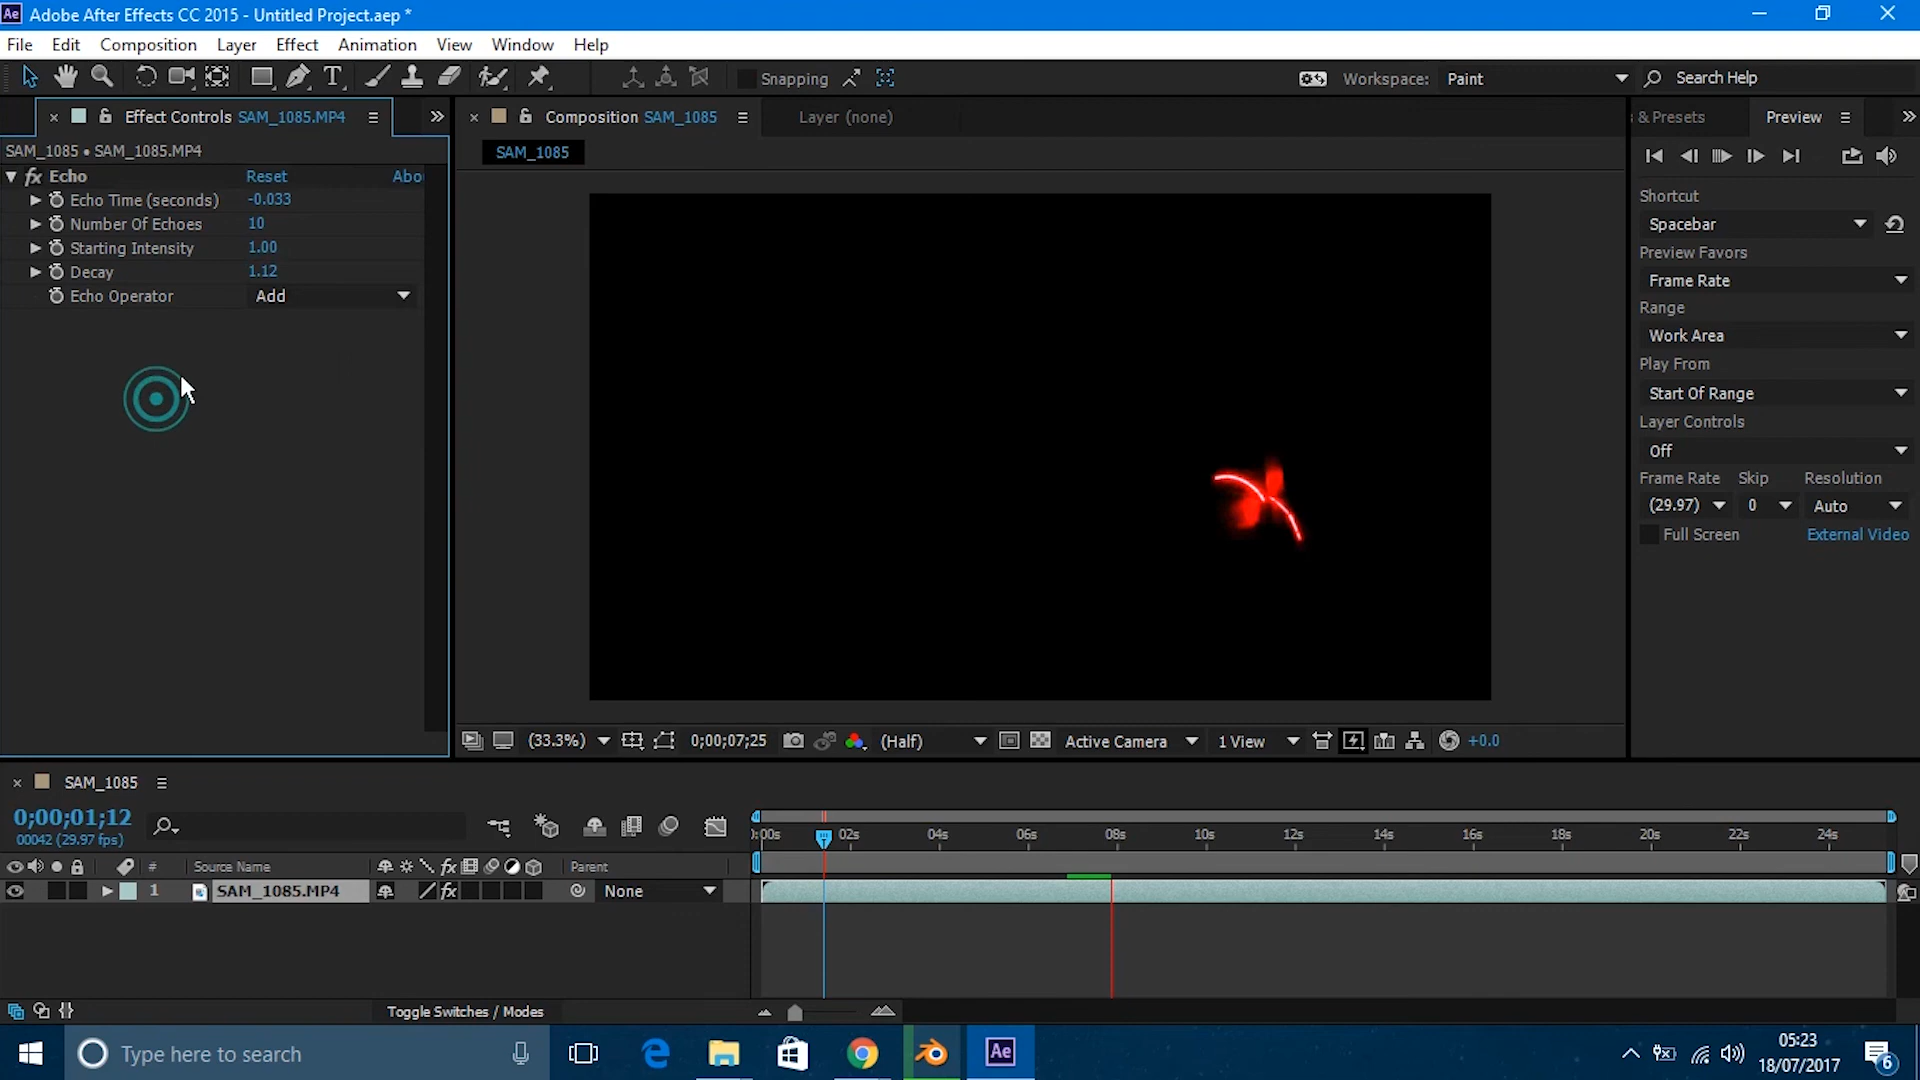 Ae Adobe After Effects CC 2015 - Untitled Project.aep *
File Edit Composition Layer Effect Animation View Window Help
Snapping
Workspace: Paint
Search Help
Effect Controls SAM_1085.MP4
Composition SAM_1085
Layer (none)
& Presets
Preview
SAM_1085 • SAM_1085.MP4
SAM_1085
fx Echo Reset Abo
Echo Time (seconds) -0.033
Number Of Echoes 10
Starting Intensity 1.00
Decay 1.12
Echo Operator Add
Shortcut
Spacebar
Preview Favors
Frame Rate
Range
Work Area
Play From
Start Of Range
Layer Controls
Off
Frame Rate Skip Resolution
(29.97) 0 Auto
Full Screen External Video
(33.3%) 0;00;07;25 (Half) Active Camera 1 View +0.0
SAM_1085
0;00;01;12
00042 (29.97 fps)
:00s 02s 04s 06s 08s 10s 12s 14s 16s 18s 20s 22s 24s
# Source Name fx Parent
1 SAM_1085.MP4 fx None
Toggle Switches / Modes
Type here to search
Ae
05:23
18/07/2017
6